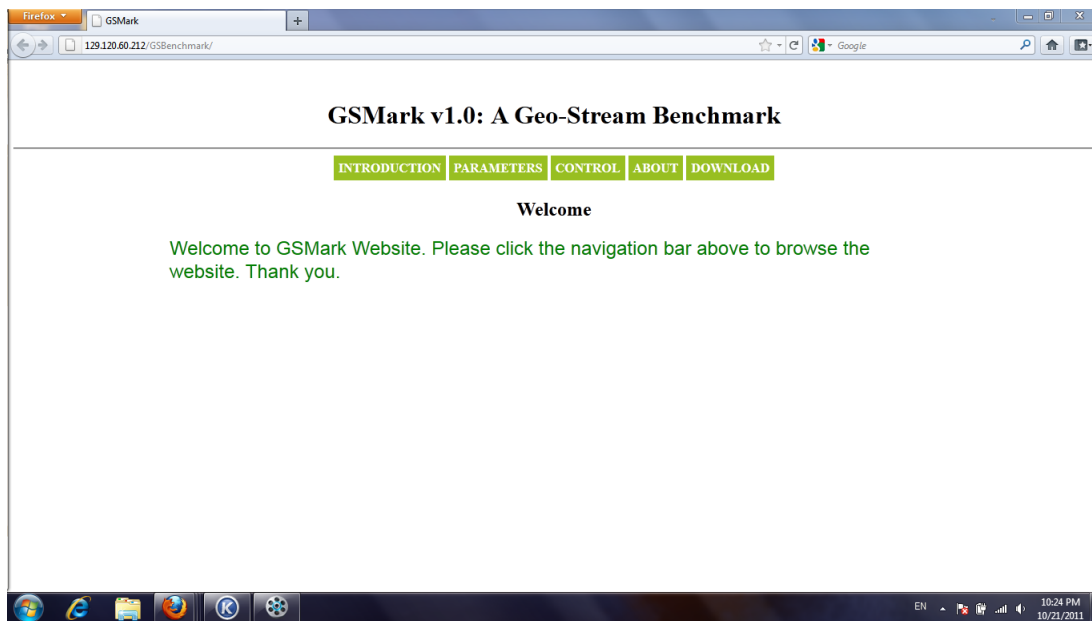 Firefox
GSMark
129.120.60.212/GSBenchmark/
Google
GSMark v1.0: A Geo-Stream Benchmark
INTRODUCTION PARAMETERS CONTROL ABOUT DOWNLOAD
Welcome
Welcome to GSMark Website. Please click the navigation bar above to browse the
website. Thank you.
K
EN
10:24 PM
10/21/2011